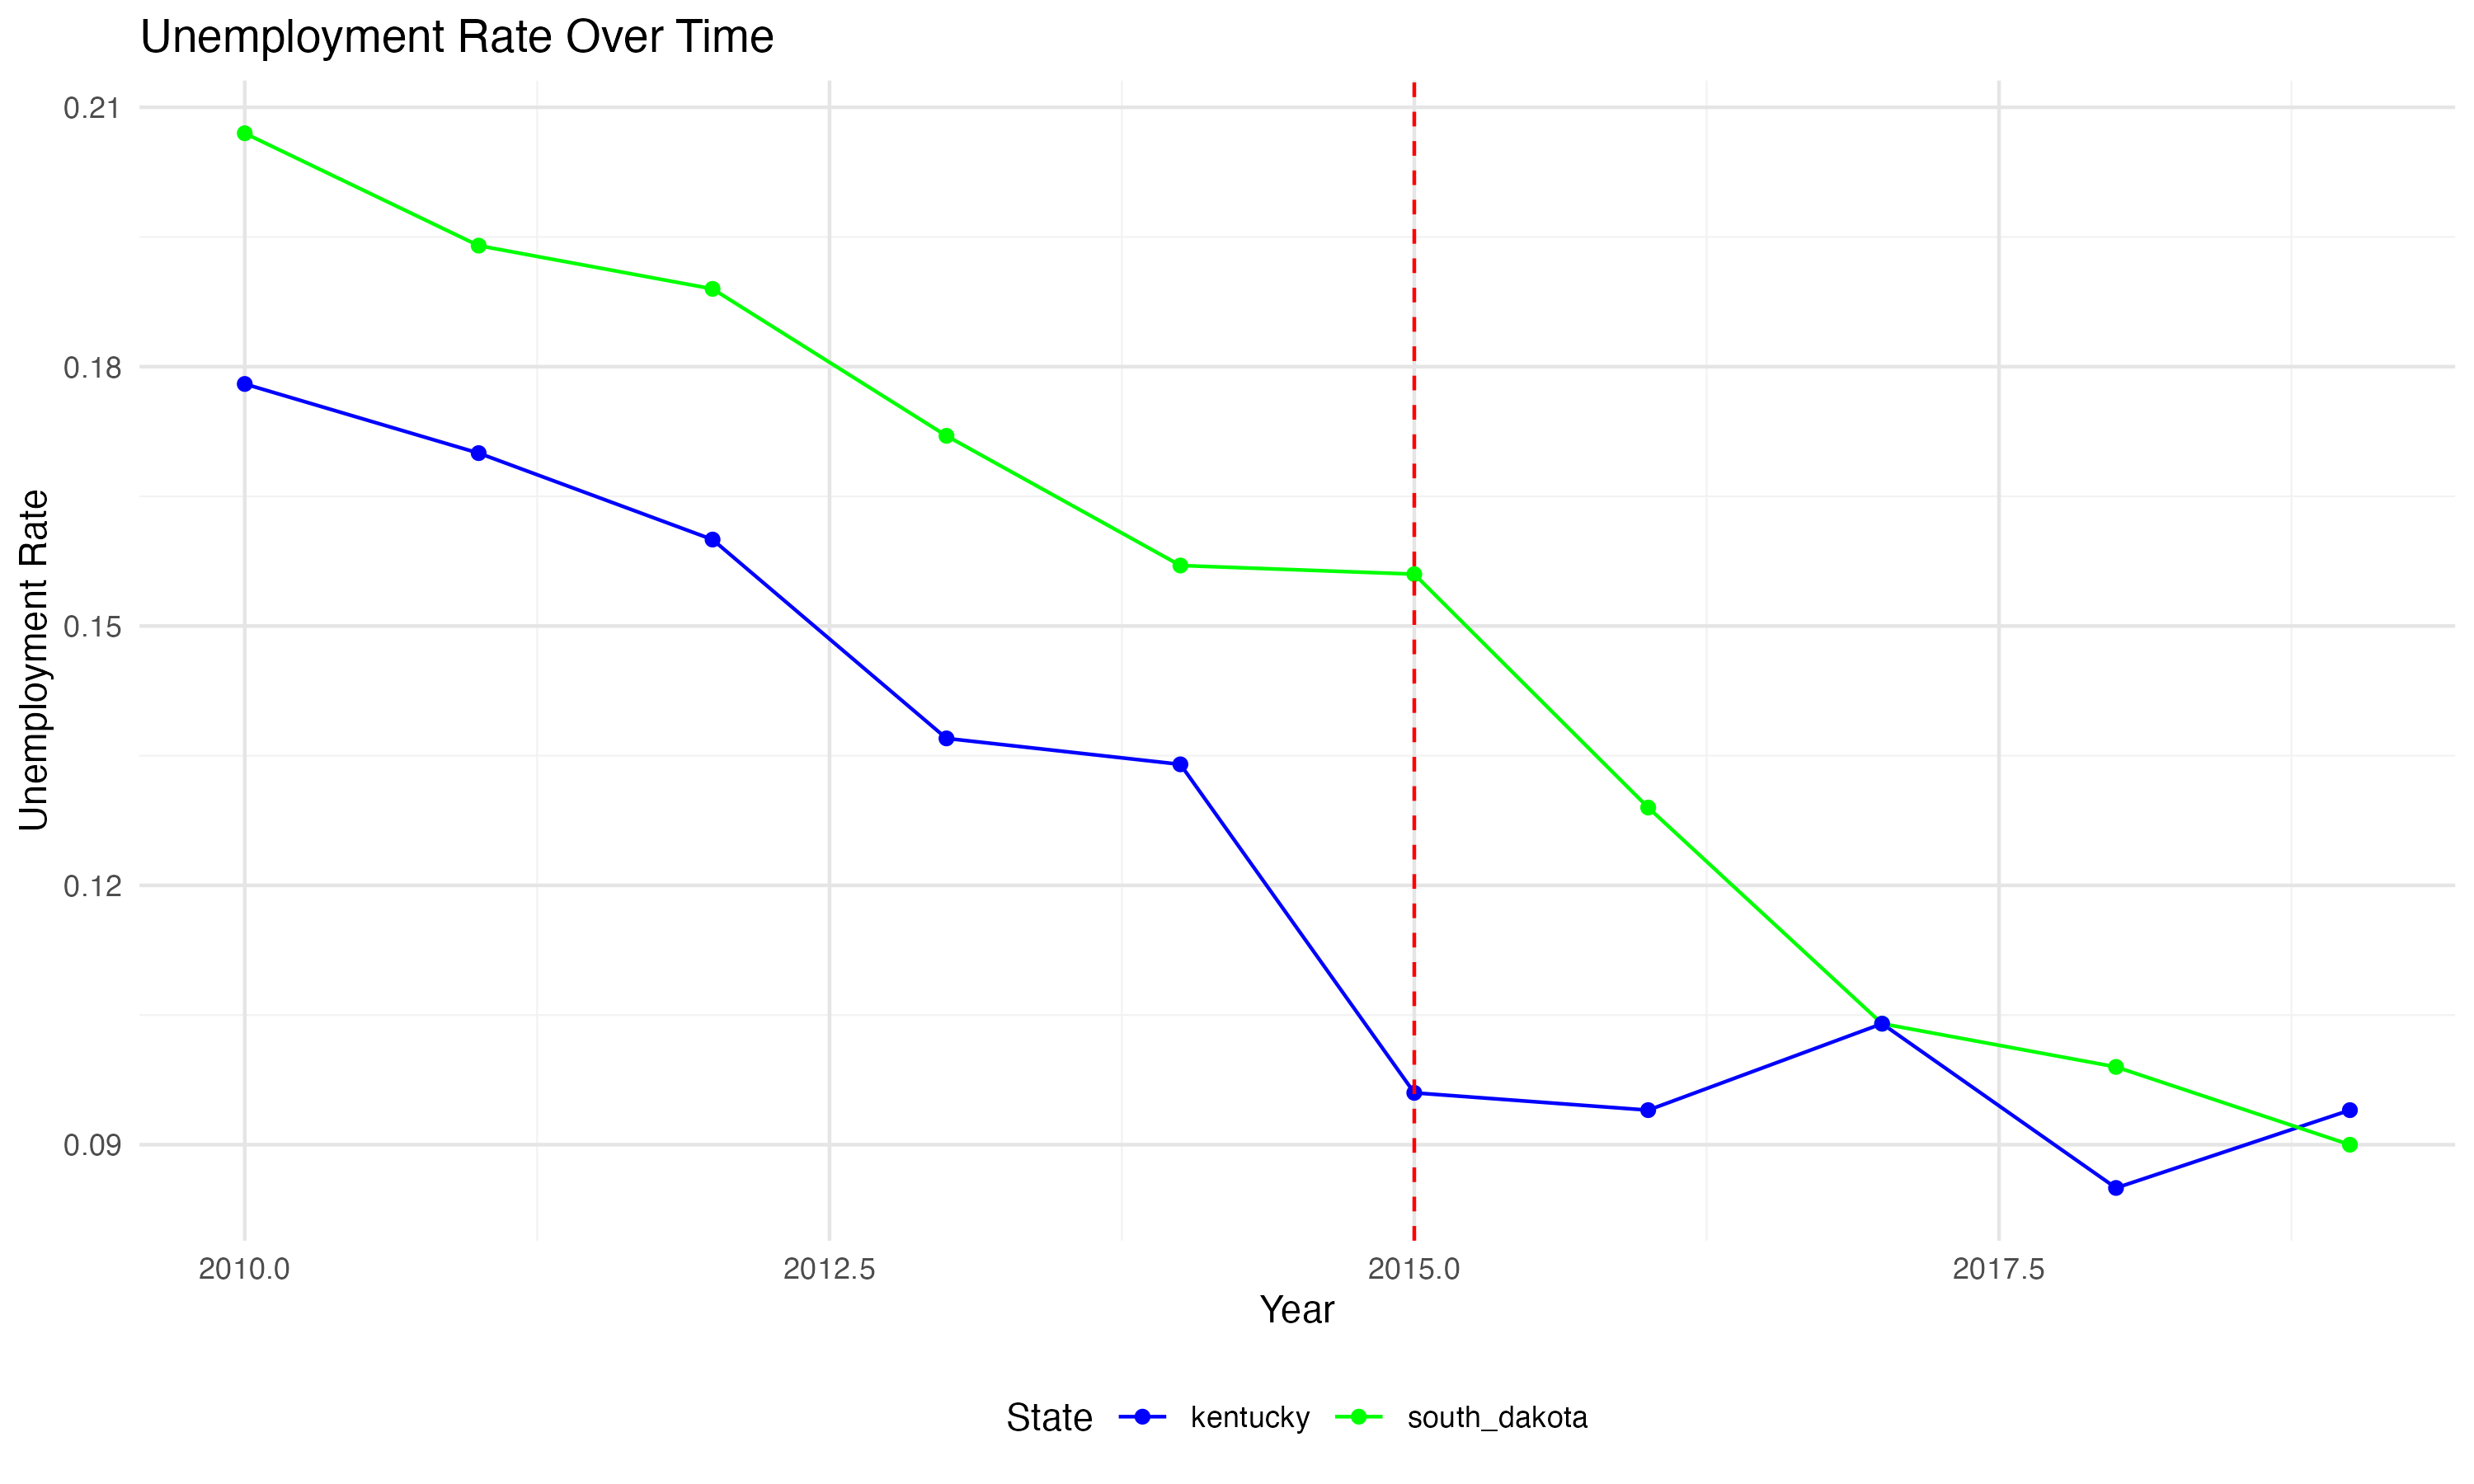 Unemployment Rate Over Time
Unemployment Rate
0.21
0.18
0.15
0.12
0.09
2010.0 2012.5 2015.0 2017.5
Year
State kentucky south_dakota